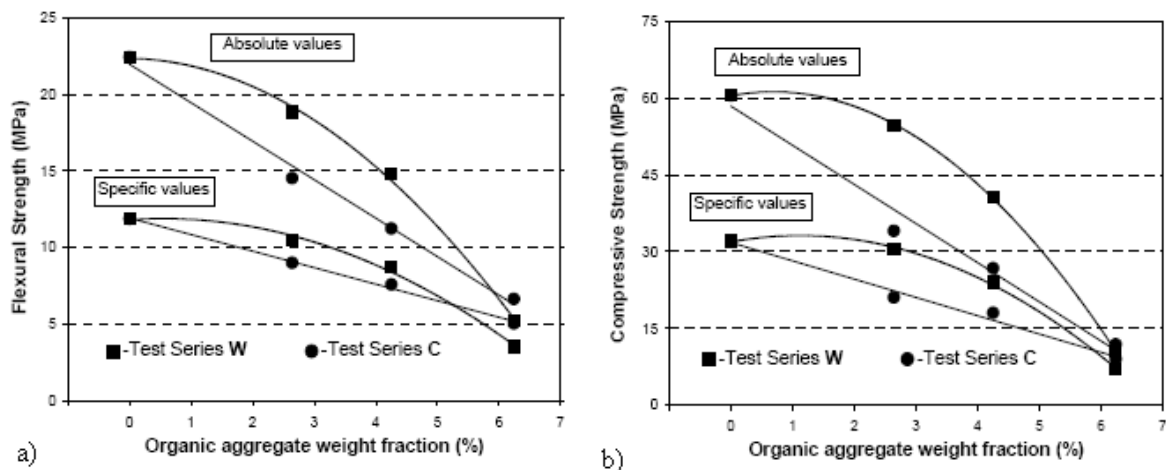 25
20
15
10
5
0
Flexural Strength (MPa)
Absolute values
Specific values
-Test Series W
-Test Series C
0 1 2 3 4 5 6 7
Organic aggregate weight fraction (%)
a)
75
60
45
30
15
0
Compressive Strength (MPa)
Absolute values
Specific values
-Test Series W
-Test Series C
0 1 2 3 4 5 6 7
Organic aggregate weight fraction (%)
b)